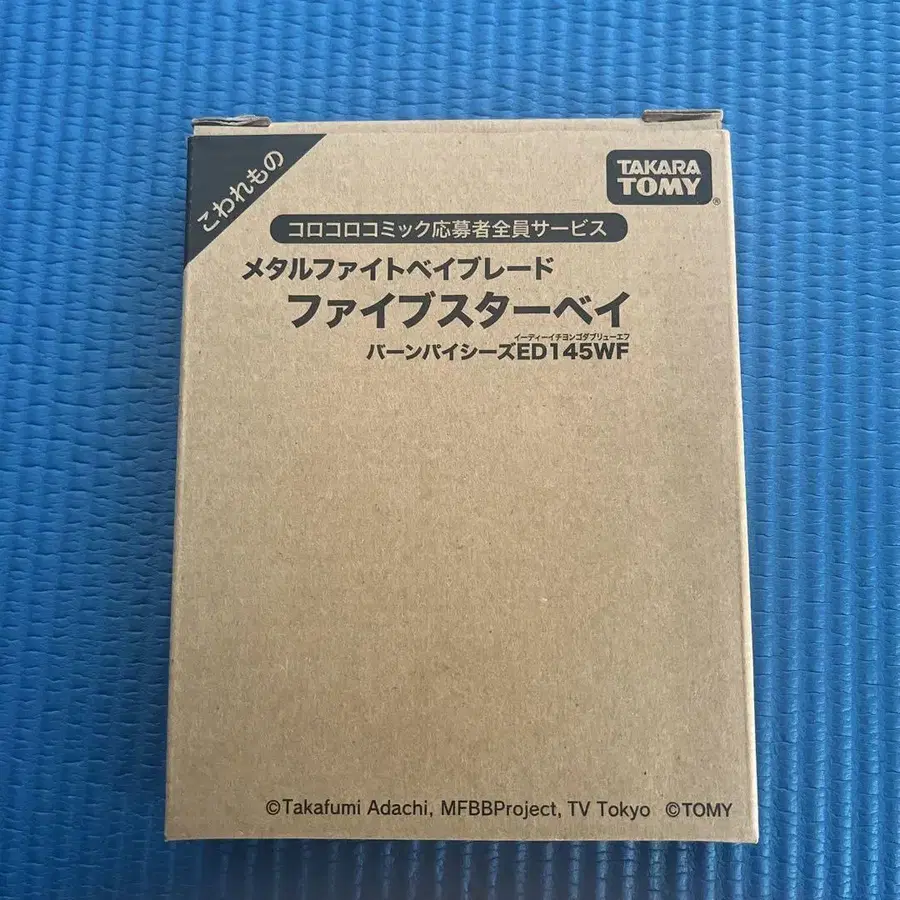 こわれもの
TAKARA
TOMY
®
コロコロコミック応募者全員サービス
メタルファイトベイブレード
ファイブスターベイ
イーディーイチヨンゴダブリューエフ
バーンパイシーズED145WF
©Takafumi Adachi, MFBBProject, TV Tokyo ©TOMY